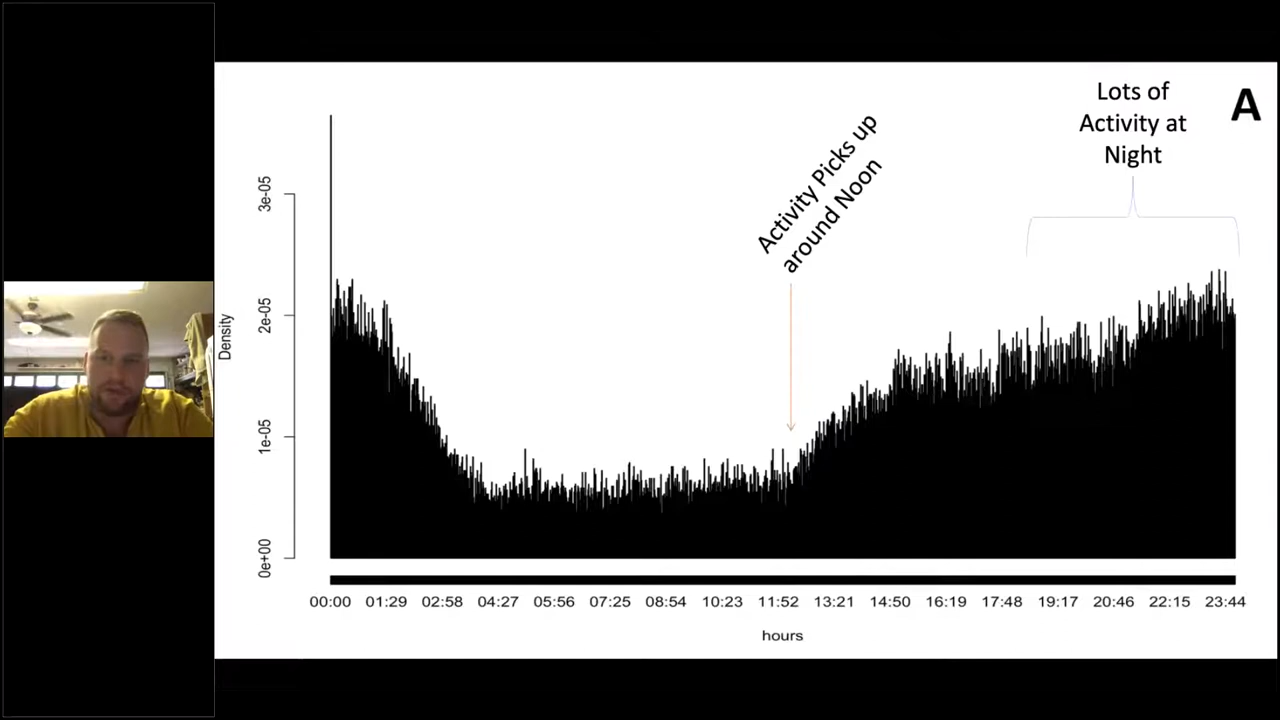 Lots of
Activity at
Night
A
Activity Picks up
around Noon
Density
3e-05
2e-05
1e-05
0e+00
00:00 01:29 02:58 04:27 05:56 07:25 08:54 10:23 11:52 13:21 14:50 16:19 17:48 19:17 20:46 22:15 23:44
hours